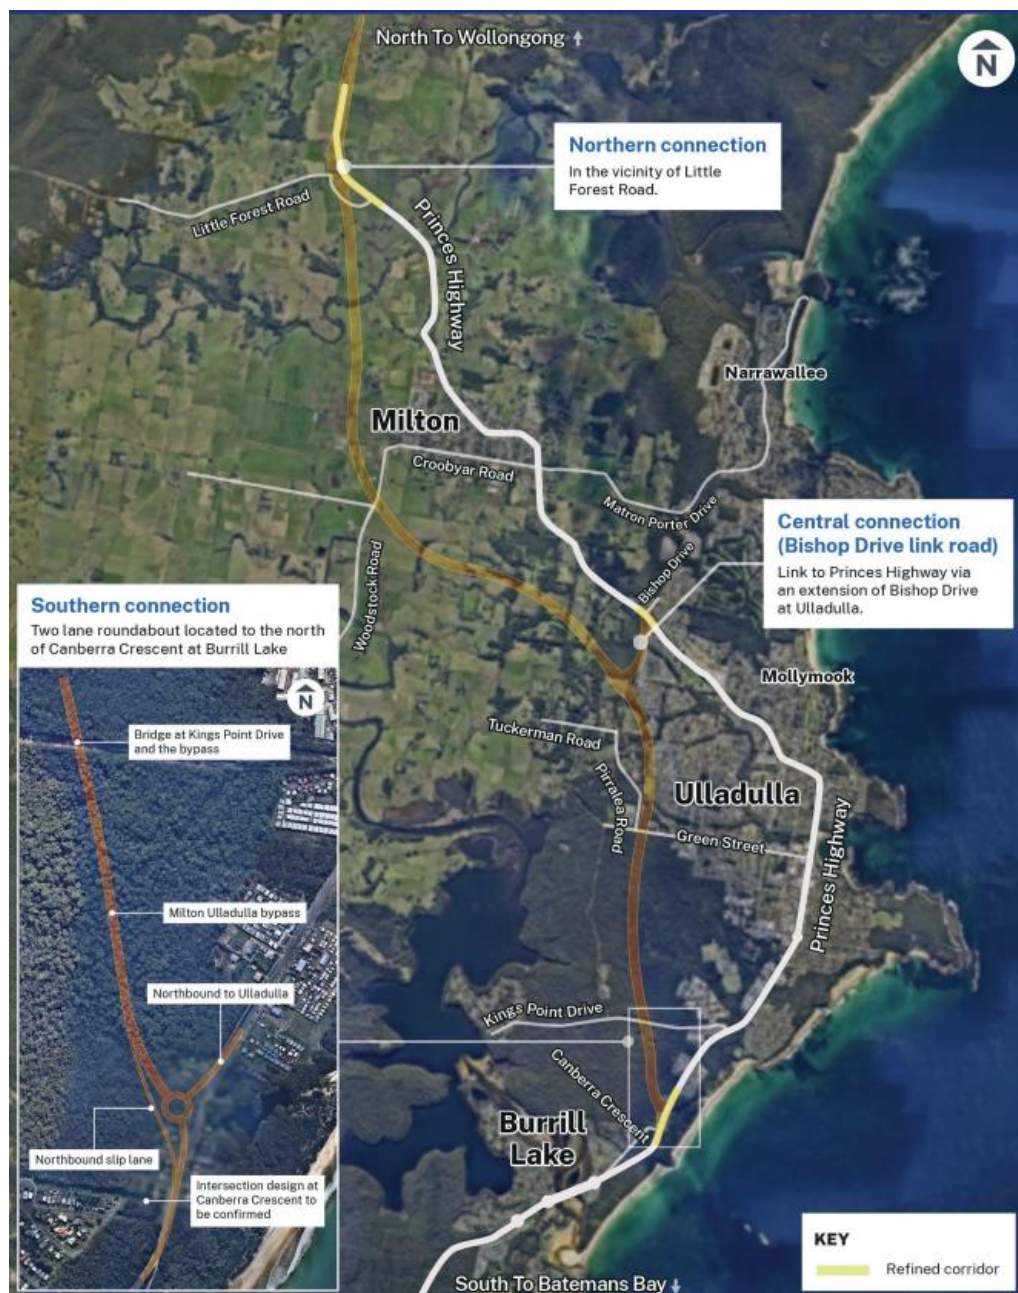 North To Wollongong ↑
N
Northern connection
In the vicinity of Little
Forest Road.
Little Forest Road
Princes Highway
Narrawallee
Milton
Croobyar Road
Matron Porter Drive
Central connection
(Bishop Drive link road)
Link to Princes Highway via
an extension of Bishop Drive
at Ulladulla.
Bishop Drive
Woodstock Road
Mollymook
Tuckerman Road
Pirralea Road
Ulladulla
Green Street
Princes Highway
Kings Point Drive
Canberra Crescent
Burrill
Lake
South To Batemans Bay ↓
Southern connection
Two lane roundabout located to the north
of Canberra Crescent at Burrill Lake
N
Bridge at Kings Point Drive
and the bypass
Milton Ulladulla bypass
Northbound to Ulladulla
Northbound slip lane
Intersection design at
Canberra Crescent to
be confirmed
KEY
Refined corridor